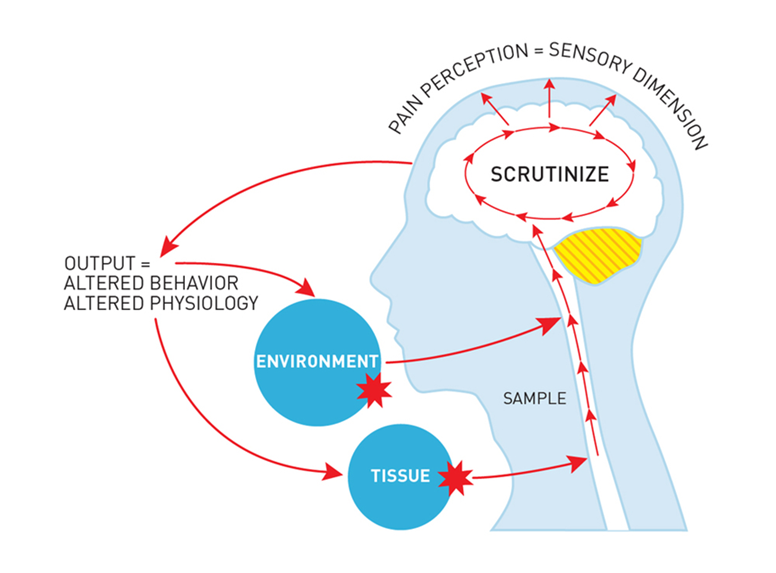 PAIN PERCEPTION = SENSORY DIMENSION
SCRUTINIZE
OUTPUT =
ALTERED BEHAVIOR
ALTERED PHYSIOLOGY
ENVIRONMENT
SAMPLE
TISSUE